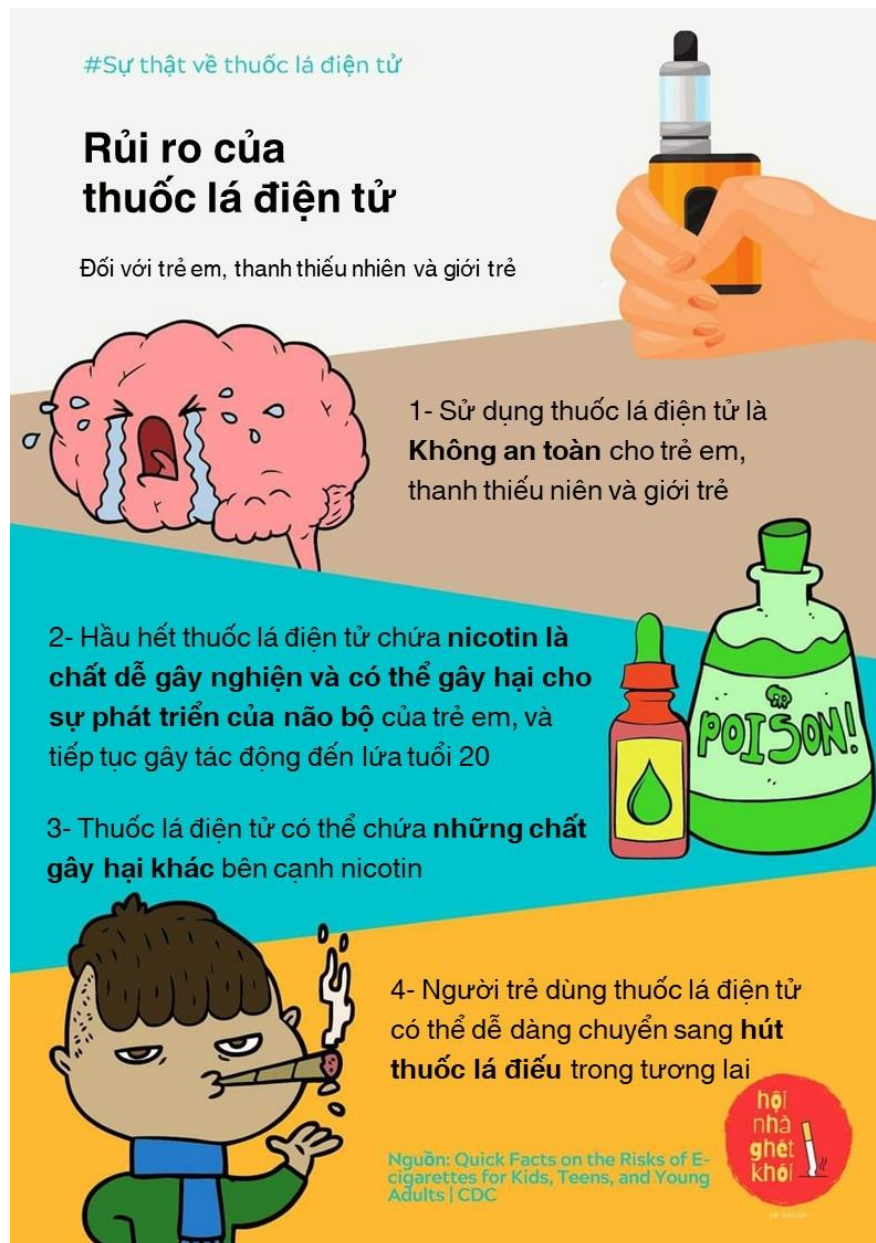 #Sự thật về thuốc lá điện tử
Rủi ro của
thuốc lá điện tử
Đối với trẻ em, thanh thiếu nhiên và giới trẻ
1- Sử dụng thuốc lá điện tử là
Không an toàn cho trẻ em,
thanh thiếu niên và giới trẻ
POISON!
2- Hầu hết thuốc lá điện tử chứa nicotin là
chất dễ gây nghiện và có thể gây hại cho
sự phát triển của não bộ của trẻ em, và
tiếp tục gây tác động đến lứa tuổi 20
3- Thuốc lá điện tử có thể chứa những chất
gây hại khác bên cạnh nicotin
4- Người trẻ dùng thuốc lá điện tử
có thể dễ dàng chuyển sang hút
thuốc lá điếu trong tương lai
hội
nhà
ghét
khói
Nguồn: Quick Facts on the Risks of E-
cigarettes for Kids, Teens, and Young
Adults | CDC